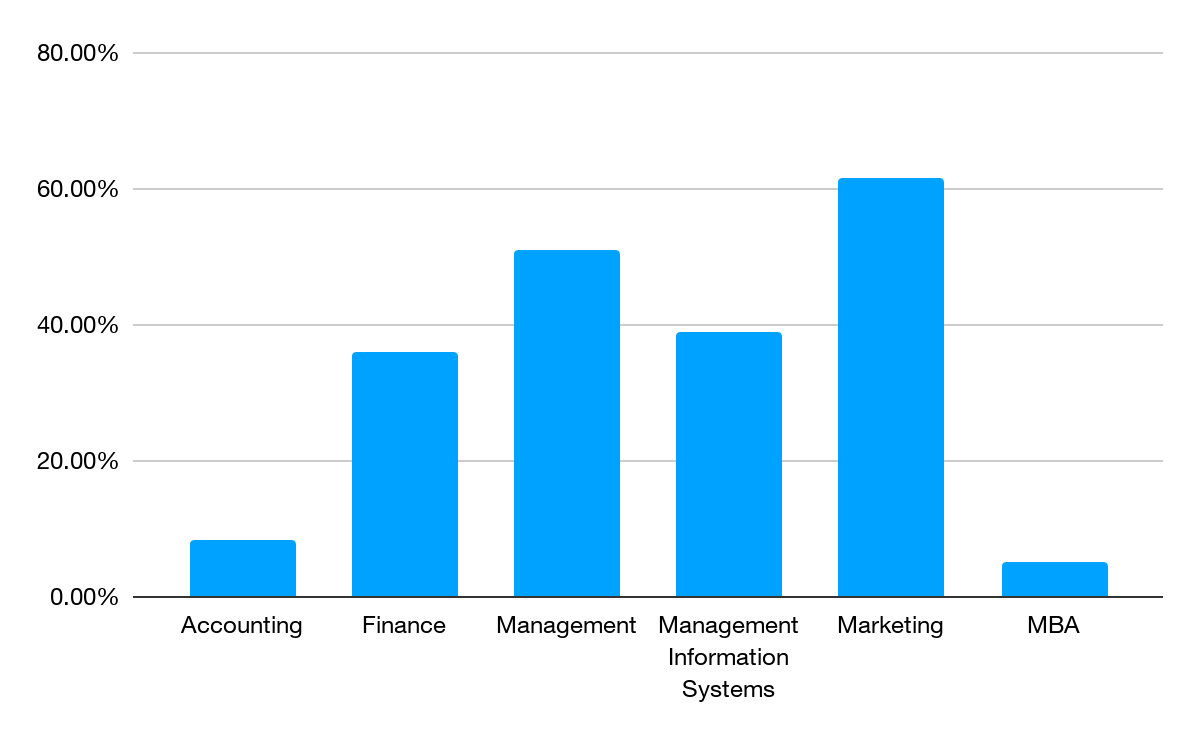 80.00%
60.00%
40.00%
20.00%
0.00%
Accounting
Finance
Management
Management
Information
Systems
Marketing
MBA